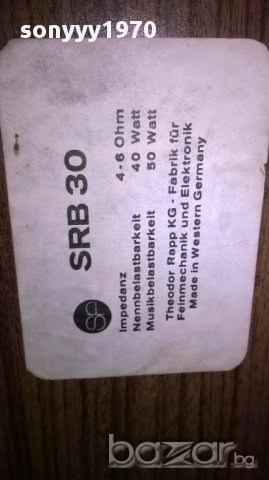 sonyyy1970
SRB 30
Impedanz 4-6 Ohm
Nennbelastbarkeit 40 Watt
Musikbelastbarkeit 50 Watt
Theodor Rapp KG - Fabrik für
Feinmechanik und Elektronik
Made in Western Germany
bazar.bg